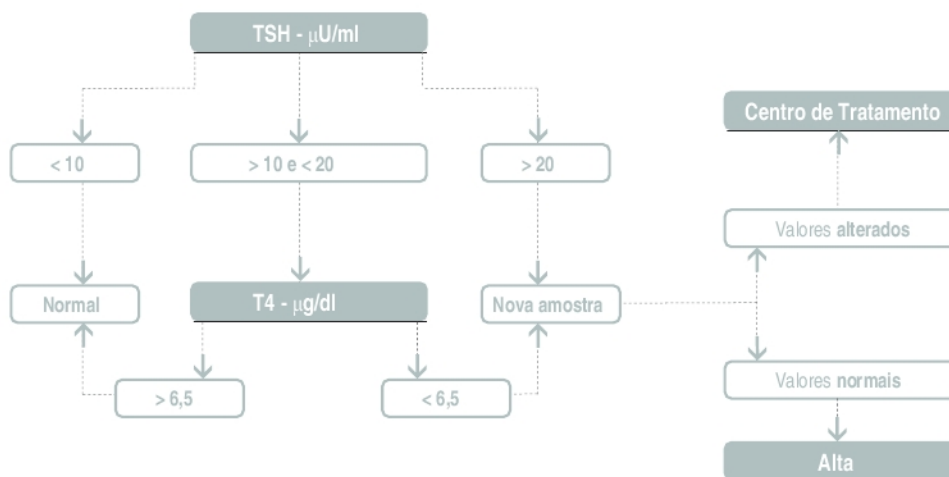 TSH - μU/ml
Centro de Tratamento
< 10
> 10 e < 20
> 20
Valores alterados
Normal
T4 - μg/dl
Nova amostra
> 6,5
< 6,5
Valores normais
Alta